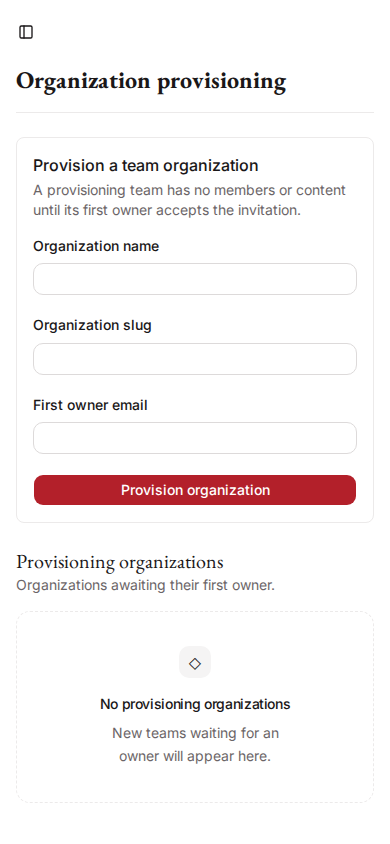 Organization provisioning
Provision a team organization
A provisioning team has no members or content
until its first owner accepts the invitation.
Organization name
Organization slug
First owner email
Provision organization
Provisioning organizations
Organizations awaiting their first owner.
No provisioning organizations
New teams waiting for an
owner will appear here.